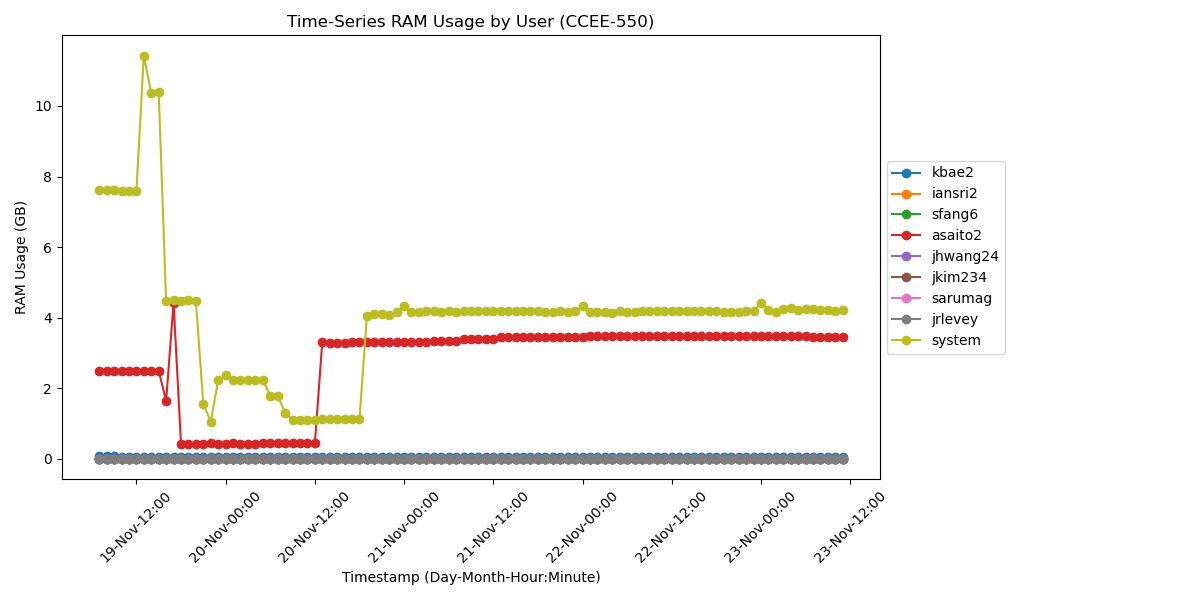 Time-Series RAM Usage by User (CCEE-550)
RAM Usage (GB)
10
8
6
4
2
0
19-Nov-12:00
20-Nov-00:00
20-Nov-12:00
21-Nov-00:00
21-Nov-12:00
22-Nov-00:00
22-Nov-12:00
23-Nov-00:00
23-Nov-12:00
Timestamp (Day-Month-Hour:Minute)
kbae2
iansri2
sfang6
asaito2
jhwang24
jkim234
sarumag
jrlevey
system